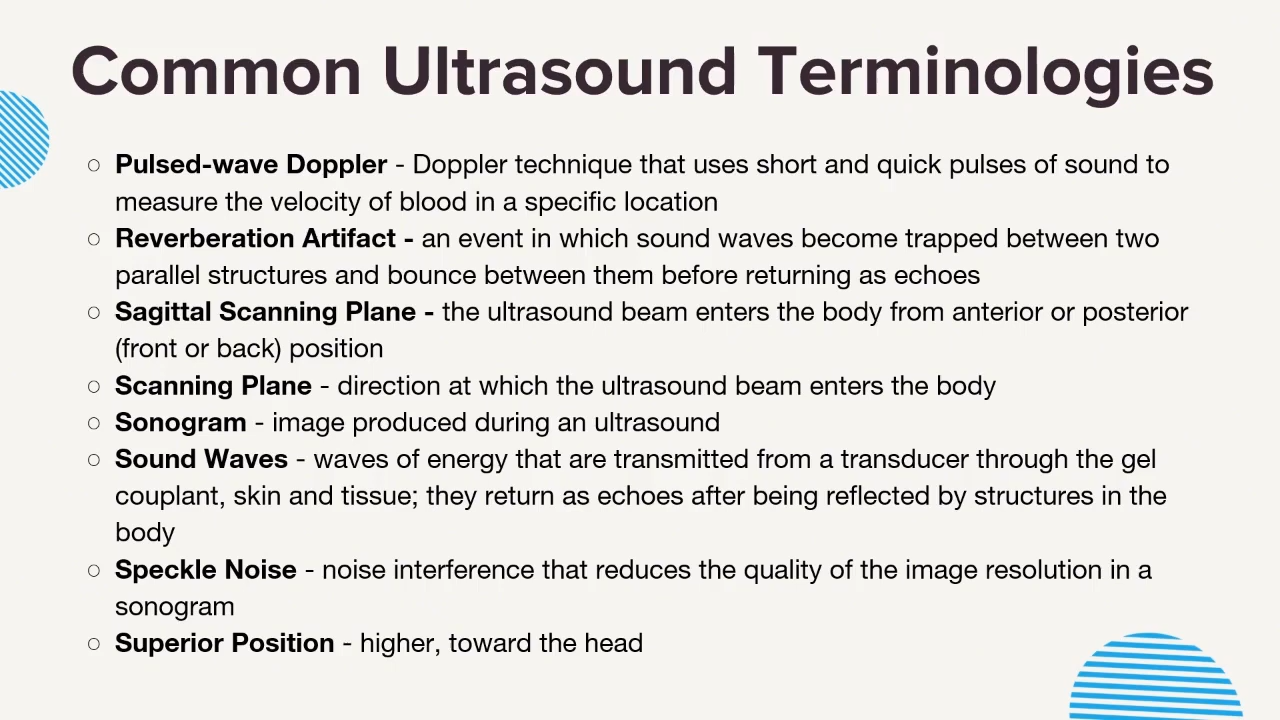 Common Ultrasound Terminologies
○ Pulsed-wave Doppler - Doppler technique that uses short and quick pulses of sound to
measure the velocity of blood in a specific location
○ Reverberation Artifact - an event in which sound waves become trapped between two
parallel structures and bounce between them before returning as echoes
○ Sagittal Scanning Plane - the ultrasound beam enters the body from anterior or posterior
(front or back) position
○ Scanning Plane - direction at which the ultrasound beam enters the body
○ Sonogram - image produced during an ultrasound
○ Sound Waves - waves of energy that are transmitted from a transducer through the gel
couplant, skin and tissue; they return as echoes after being reflected by structures in the
body
○ Speckle Noise - noise interference that reduces the quality of the image resolution in a
sonogram
○ Superior Position - higher, toward the head